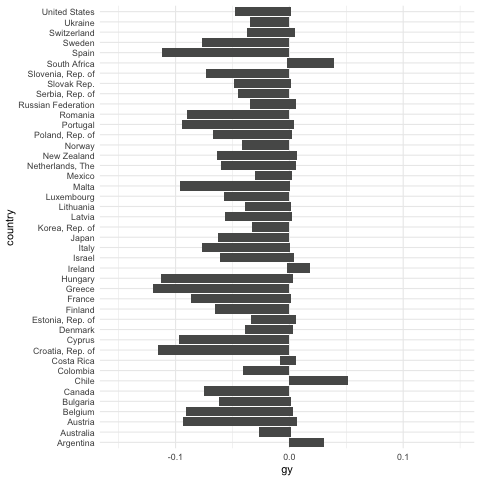 United States
Ukraine
Switzerland
Sweden
Spain
South Africa
Slovenia, Rep. of
Slovak Rep.
Serbia, Rep. of
Russian Federation
Romania
Portugal
Poland, Rep. of
Norway
New Zealand
Netherlands, The
Mexico
Malta
Luxembourg
Lithuania
Latvia
Korea, Rep. of
Japan
Italy
Israel
Ireland
Hungary
Greece
France
Finland
Estonia, Rep. of
Denmark
Cyprus
Croatia, Rep. of
Costa Rica
Colombia
Chile
Canada
Bulgaria
Belgium
Austria
Australia
Argentina
country
-0.1 0.0 0.1
gy